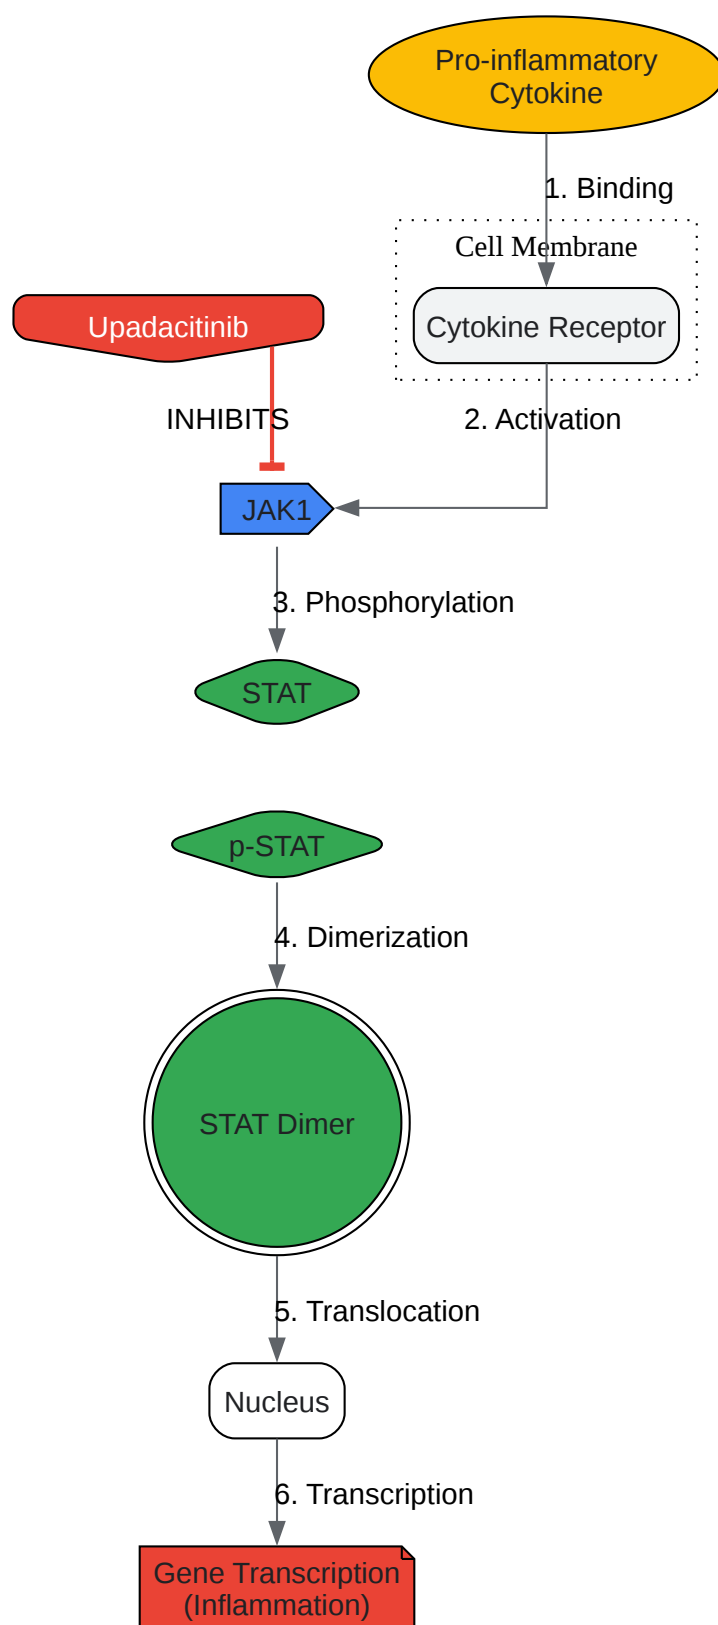 Pro-inflammatory
Cytokine
1. Binding
Cell Membrane
Cytokine Receptor
Upadacitinib
INHIBITS
2. Activation
JAK1
3. Phosphorylation
STAT
p-STAT
4. Dimerization
STAT Dimer
5. Translocation
Nucleus
6. Transcription
Gene Transcription
(Inflammation)